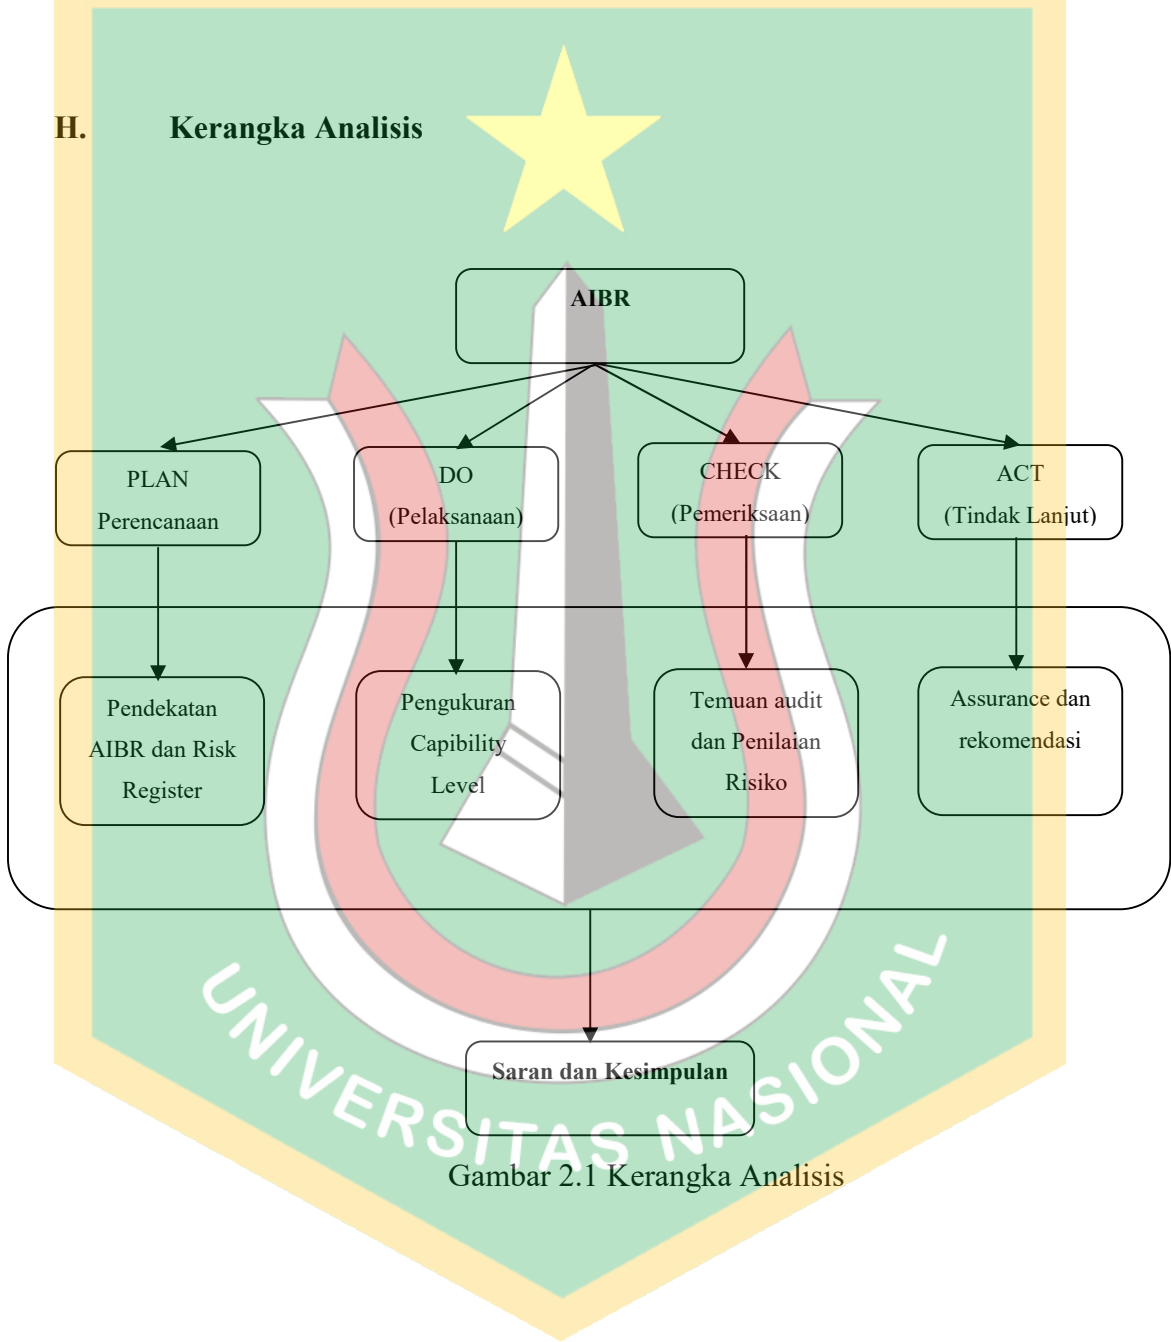 H. Kerangka Analisis
AIBR
PLAN
Perencanaan
DO
(Pelaksanaan)
CHECK
(Pemeriksaan)
ACT
(Tindak Lanjut)
Pendekatan
AIBR dan Risk
Register
Pengukuran
Capibility
Level
Temuan audit
dan Penilaian
Risiko
Assurance dan
rekomendasi
Saran dan Kesimpulan
UNIVERSITAS NASIONAL
Gambar 2.1 Kerangka Analisis